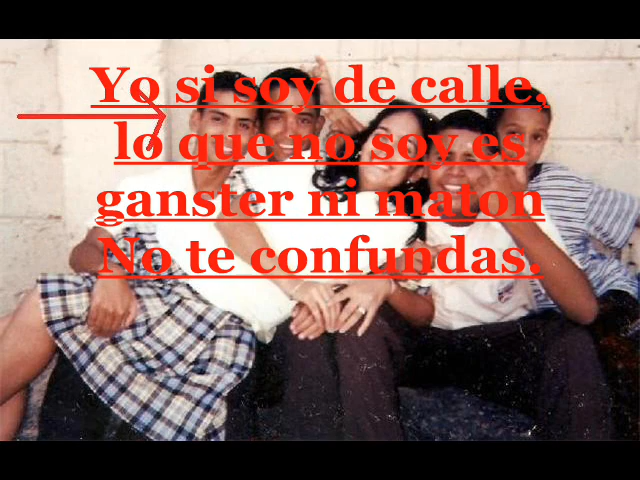 Yo si soy de calle,
lo que no soy es
ganster ni maton
No te confundas.